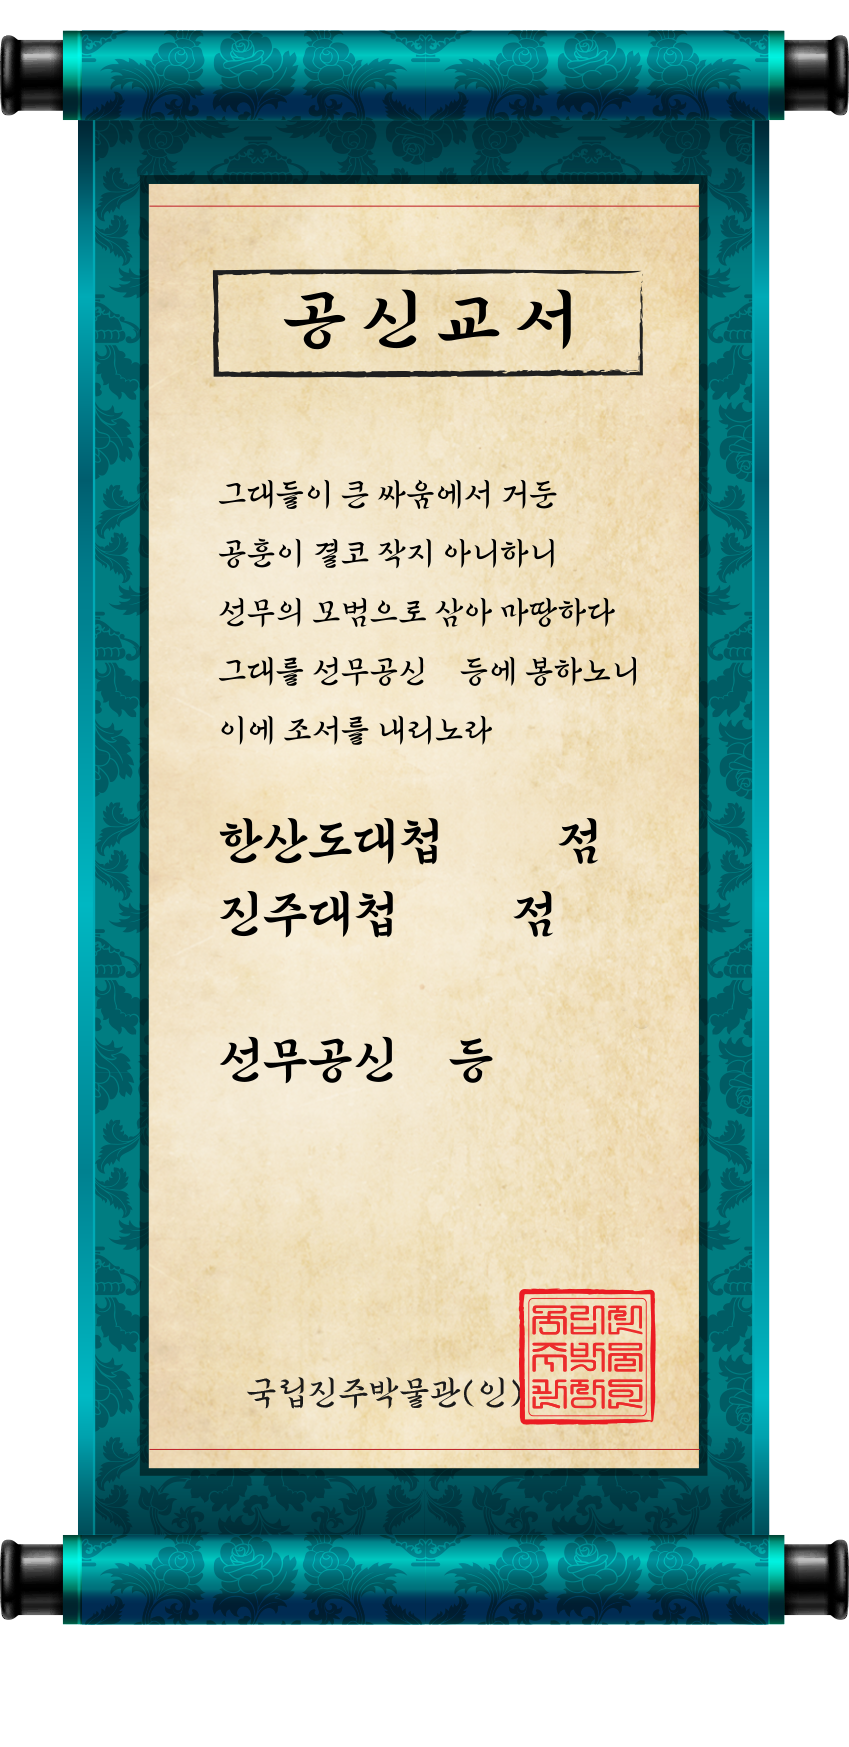 공신교서
그대들이 큰 싸움에서 거둔
공훈이 결코 작지 아니하니
선무의 모범으로 삼아 마땅하다
그대를 선무공신 등에 봉하노니
이에 조서를 내리노라
한산도대첩 점
진주대첩 점
선무공신 등
국립진주박물관(인)